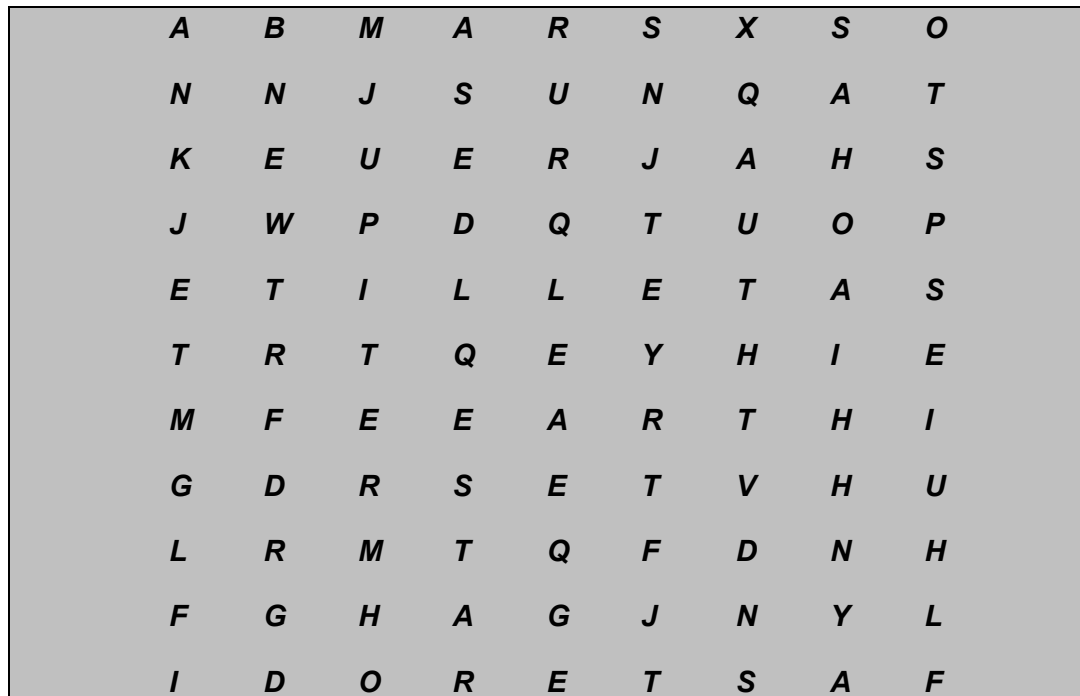 A B M A R S X S O
N N J S U N Q A T
K E U E R J A H S
J W P D Q T U O P
E T I L L E T A S
T R T Q E Y H I E
M F E E A R T H I
G D R S E T V H U
L R M T Q F D N H
F G H A G J N Y L
I D O R E T S A F